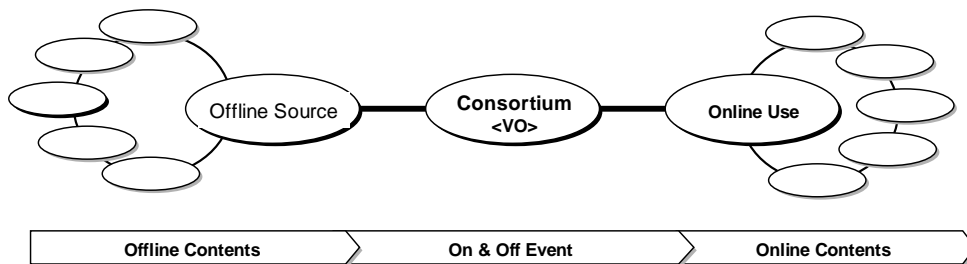 Offline Source
Consortium
<VO>
Online Use
Offline Contents
On & Off Event
Online Contents